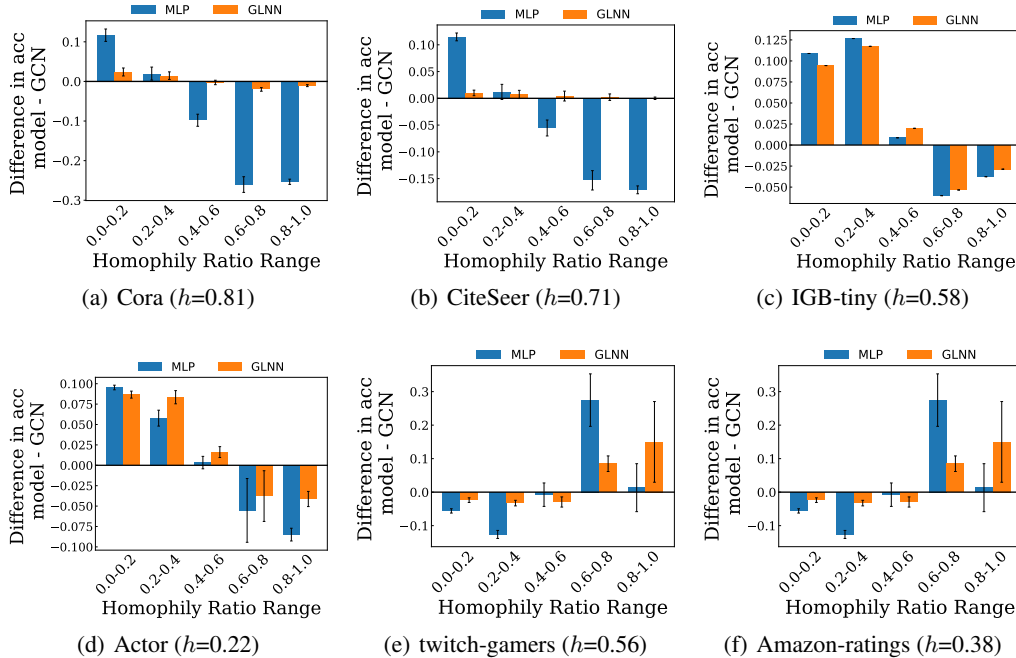 MLP GLNN
0.1
0.0
−0.1
−0.2
−0.3
Difference in acc
model - GCN
0.0-0.2
0.2-0.4
0.4-0.6
0.6-0.8
0.8-1.0
Homophily Ratio Range
(a) Cora (h=0.81)
MLP GLNN
0.10
0.05
0.00
−0.05
−0.10
−0.15
Difference in acc
model - GCN
0.0-0.2
0.2-0.4
0.4-0.6
0.6-0.8
0.8-1.0
Homophily Ratio Range
(b) CiteSeer (h=0.71)
MLP GLNN
0.125
0.100
0.075
0.050
0.025
0.000
−0.025
−0.050
Difference in acc
model - GCN
0.0-0.2
0.2-0.4
0.4-0.6
0.6-0.8
0.8-1.0
Homophily Ratio Range
(c) IGB-tiny (h=0.58)
MLP GLNN
0.100
0.075
0.050
0.025
0.000
−0.025
−0.050
−0.075
−0.100
Difference in acc
model - GCN
0.0-0.2
0.2-0.4
0.4-0.6
0.6-0.8
0.8-1.0
Homophily Ratio Range
(d) Actor (h=0.22)
MLP GLNN
0.3
0.2
0.1
0.0
−0.1
Difference in acc
model - GCN
0.0-0.2
0.2-0.4
0.4-0.6
0.6-0.8
0.8-1.0
Homophily Ratio Range
(e) twitch-gamers (h=0.56)
MLP GLNN
0.3
0.2
0.1
0.0
−0.1
Difference in acc
model - GCN
0.0-0.2
0.2-0.4
0.4-0.6
0.6-0.8
0.8-1.0
Homophily Ratio Range
(f) Amazon-ratings (h=0.38)